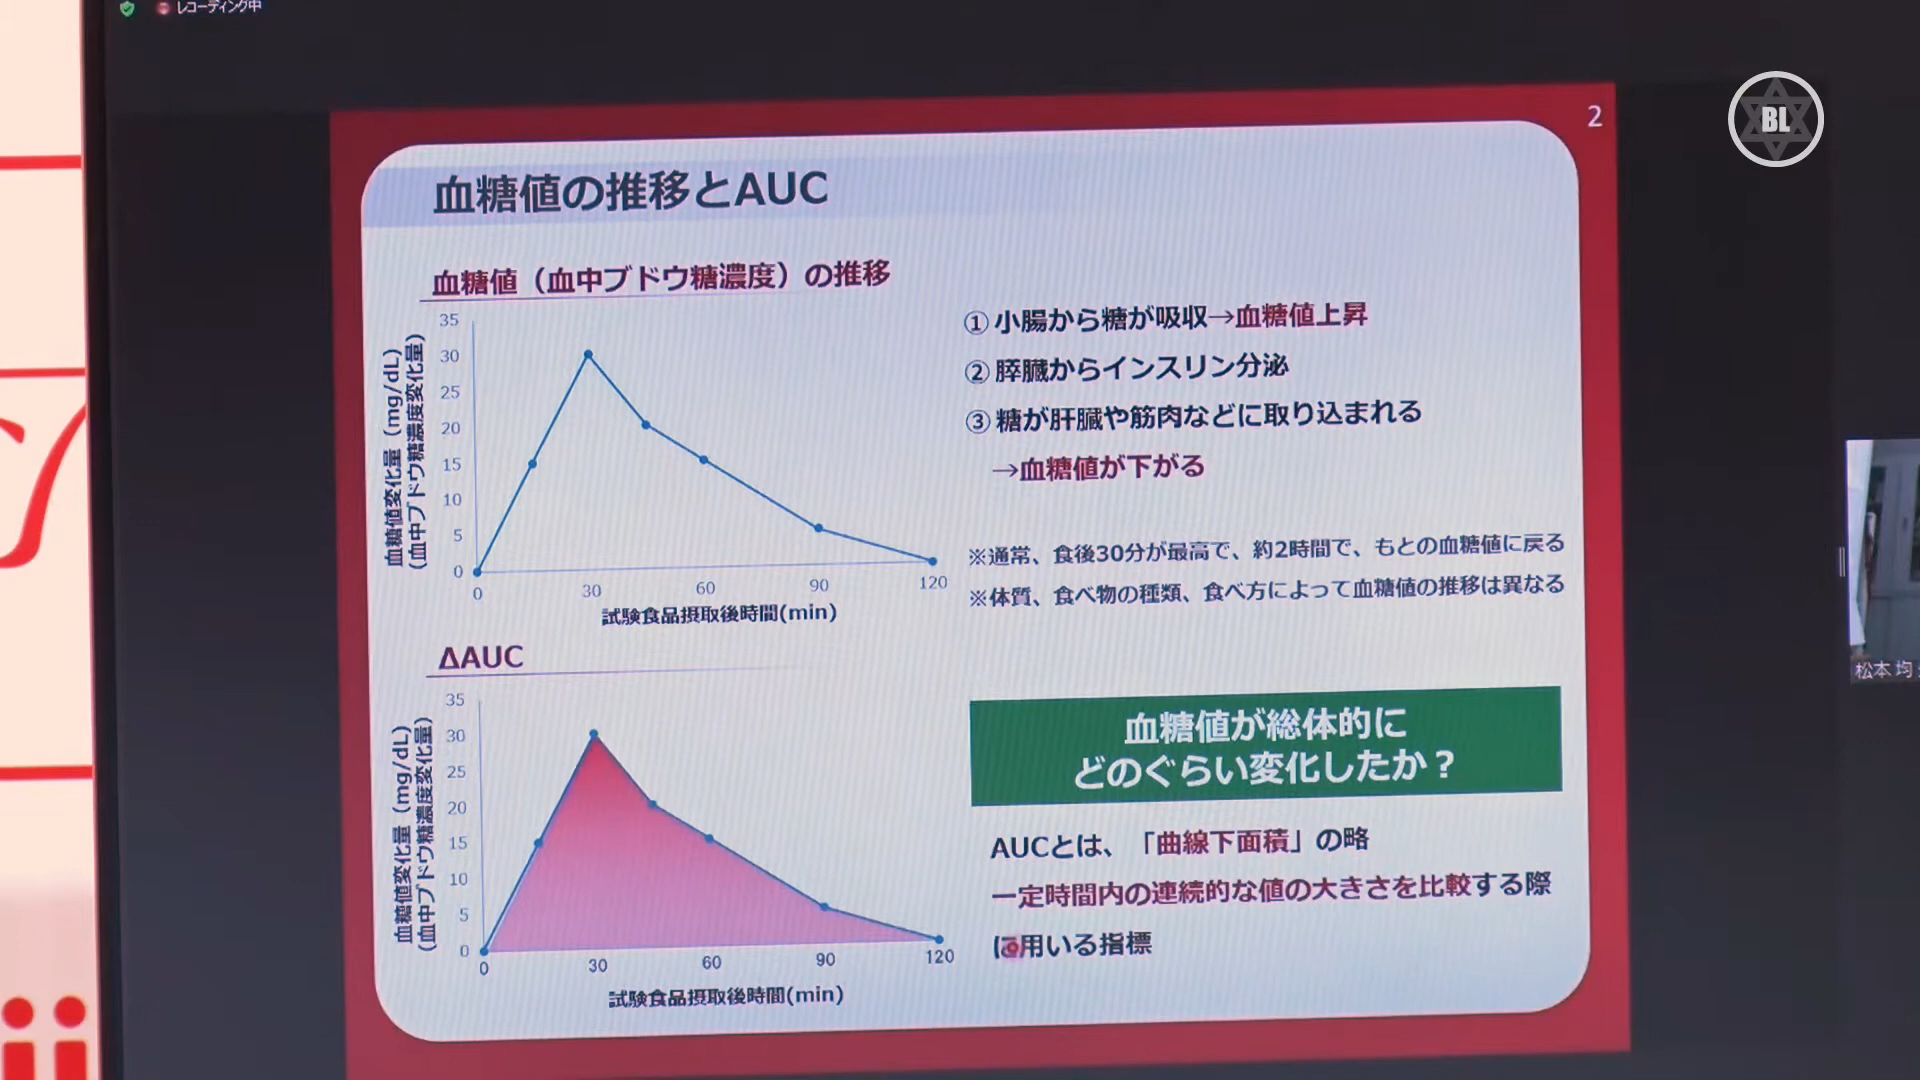 レコーディング中
BL
2
血糖値の推移とAUC
血糖値（血中ブドウ糖濃度）の推移
血糖値変化量（mg/dL）
（血中ブドウ糖濃度変化量）
35
30
25
20
15
10
5
0
0 30 60 90 120
試験食品摂取後時間(min)
① 小腸から糖が吸収→血糖値上昇
② 膵臓からインスリン分泌
③ 糖が肝臓や筋肉などに取り込まれる
→血糖値が下がる
※通常、食後30分が最高で、約2時間で、もとの血糖値に戻る
※体質、食べ物の種類、食べ方によって血糖値の推移は異なる
ΔAUC
血糖値変化量（mg/dL）
（血中ブドウ糖濃度変化量）
35
30
25
20
15
10
5
0
0 30 60 90 120
試験食品摂取後時間(min)
血糖値が総体的に
どのぐらい変化したか？
AUCとは、「曲線下面積」の略
一定時間内の連続的な値の大きさを比較する際
に用いる指標
松本 均